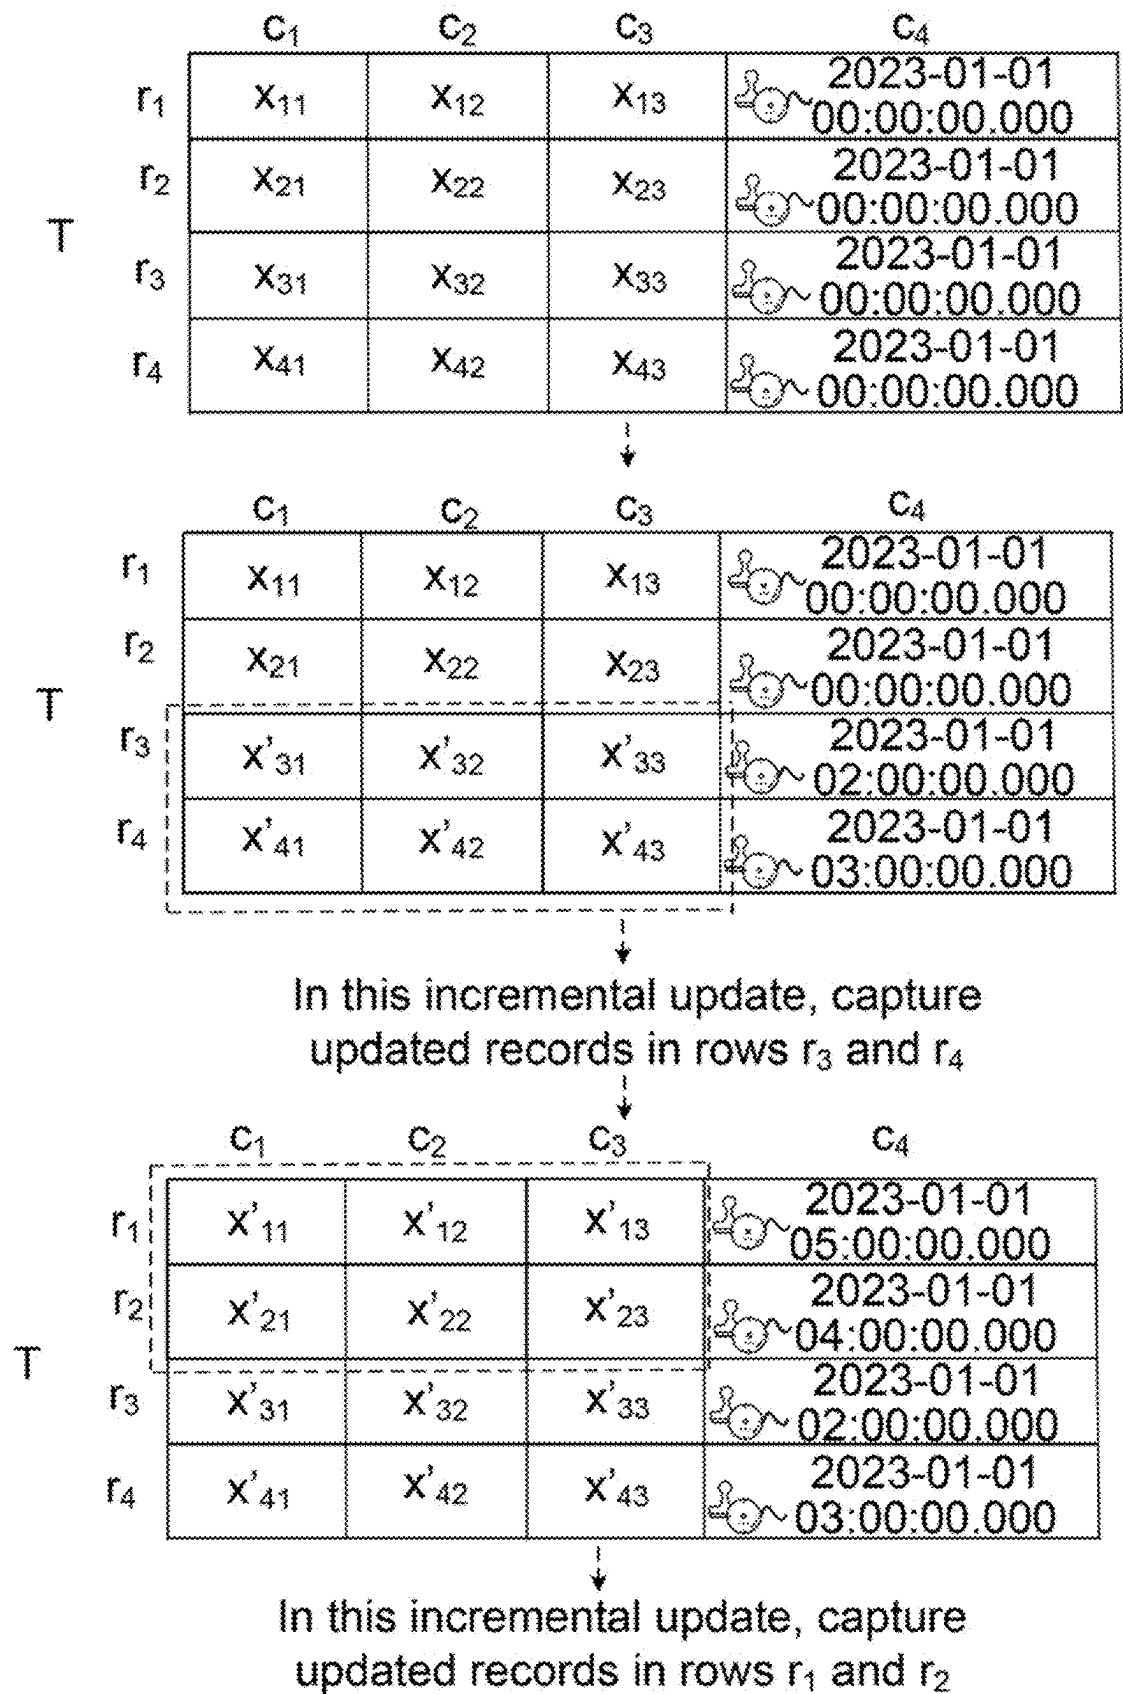 c₁ c₂ c₃ c₄
r₁ x₁₁ x₁₂ x₁₃ 2023-01-01
00:00:00.000
r₂ x₂₁ x₂₂ x₂₃ 2023-01-01
00:00:00.000
T
r₃ x₃₁ x₃₂ x₃₃ 2023-01-01
00:00:00.000
r₄ x₄₁ x₄₂ x₄₃ 2023-01-01
00:00:00.000
c₁ c₂ c₃ c₄
r₁ x₁₁ x₁₂ x₁₃ 2023-01-01
00:00:00.000
r₂ x₂₁ x₂₂ x₂₃ 2023-01-01
00:00:00.000
T
r₃ x'₃₁ x'₃₂ x'₃₃ 2023-01-01
02:00:00.000
r₄ x'₄₁ x'₄₂ x'₄₃ 2023-01-01
03:00:00.000
In this incremental update, capture
updated records in rows r₃ and r₄
c₁ c₂ c₃ c₄
r₁ x'₁₁ x'₁₂ x'₁₃ 2023-01-01
05:00:00.000
r₂ x'₂₁ x'₂₂ x'₂₃ 2023-01-01
04:00:00.000
T
r₃ x'₃₁ x'₃₂ x'₃₃ 2023-01-01
02:00:00.000
r₄ x'₄₁ x'₄₂ x'₄₃ 2023-01-01
03:00:00.000
In this incremental update, capture
updated records in rows r₁ and r₂